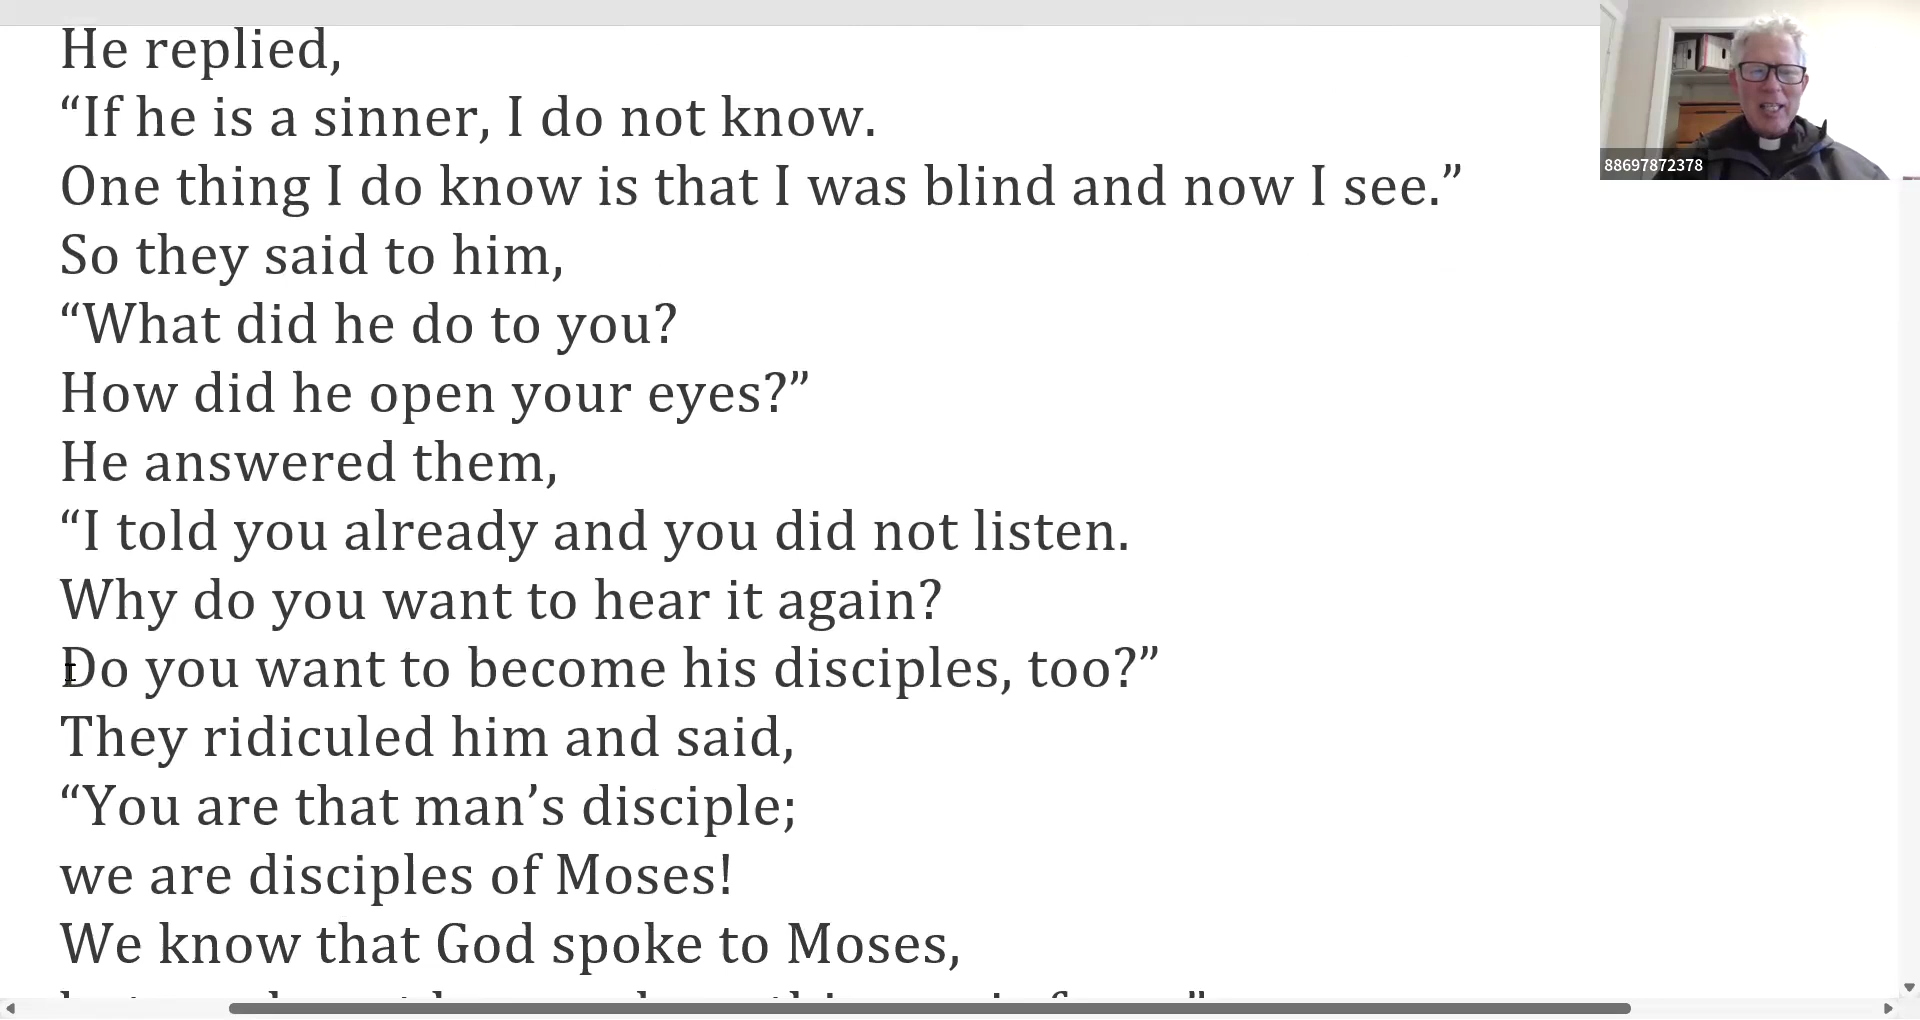 He replied,
“If he is a sinner, I do not know.
One thing I do know is that I was blind and now I see.”
So they said to him,
“What did he do to you?
How did he open your eyes?”
He answered them,
“I told you already and you did not listen.
Why do you want to hear it again?
Do you want to become his disciples, too?”
They ridiculed him and said,
“You are that man’s disciple;
we are disciples of Moses!
We know that God spoke to Moses,
88697872378